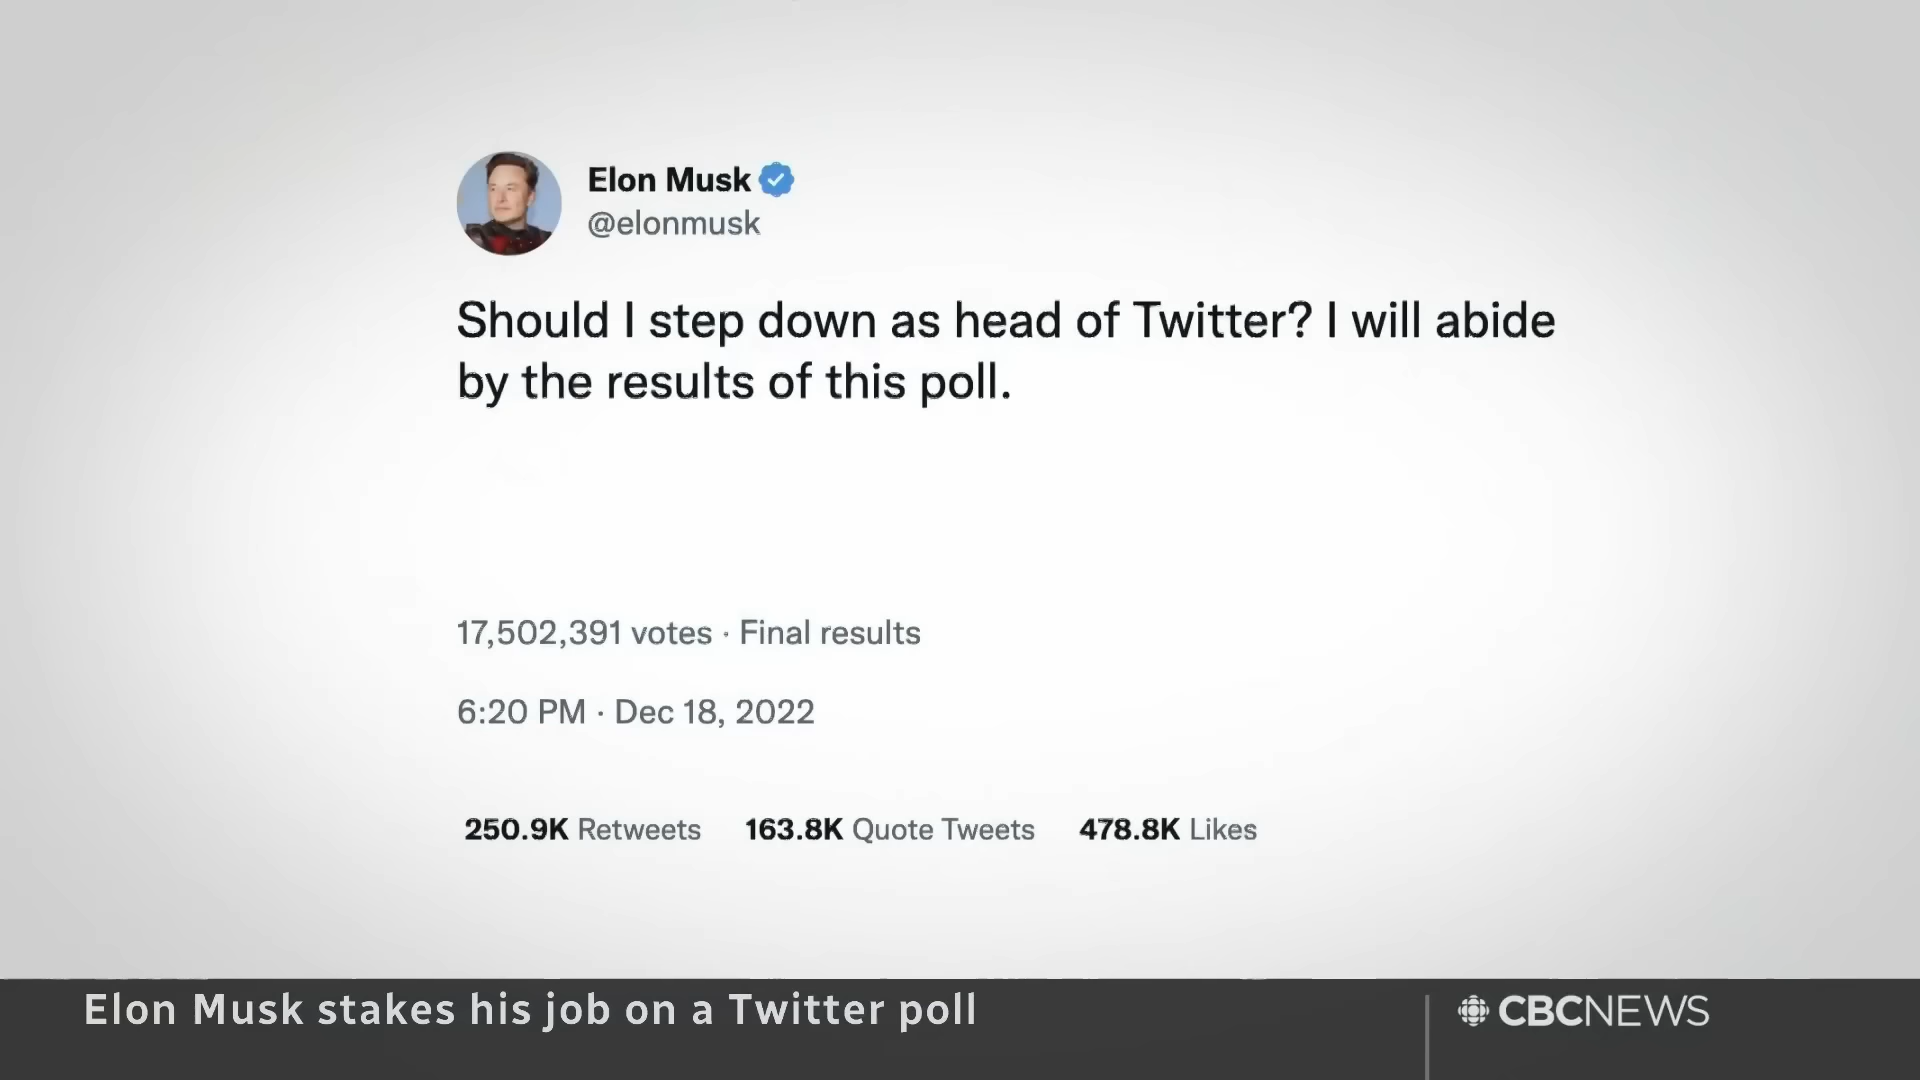 Elon Musk
@elonmusk
Should I step down as head of Twitter? I will abide
by the results of this poll.
17,502,391 votes · Final results
6:20 PM · Dec 18, 2022
250.9K Retweets 163.8K Quote Tweets 478.8K Likes
Elon Musk stakes his job on a Twitter poll
CBCNEWS